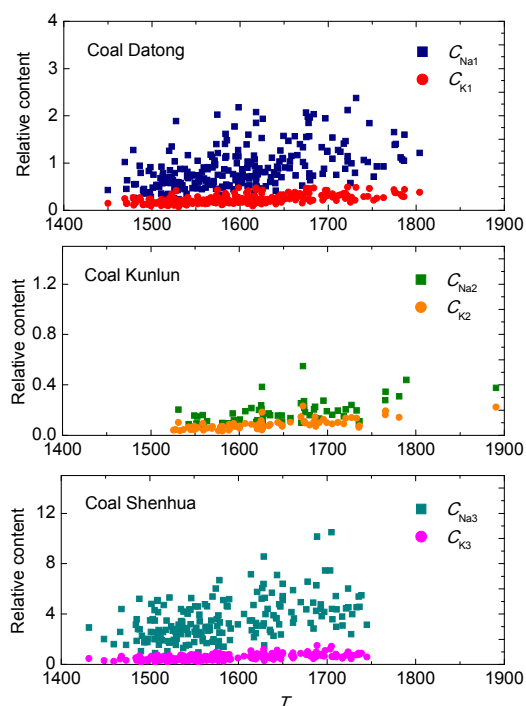 4
3
2
1
0
Relative content
Coal Datong
C_Na1
C_K1
1400 1500 1600 1700 1800 1900
1.2
0.8
0.4
0.0
Relative content
Coal Kunlun
C_Na2
C_K2
1400 1500 1600 1700 1800 1900
12
8
4
0
Relative content
Coal Shenhua
C_Na3
C_K3
1400 1500 1600 1700 1800 1900
T